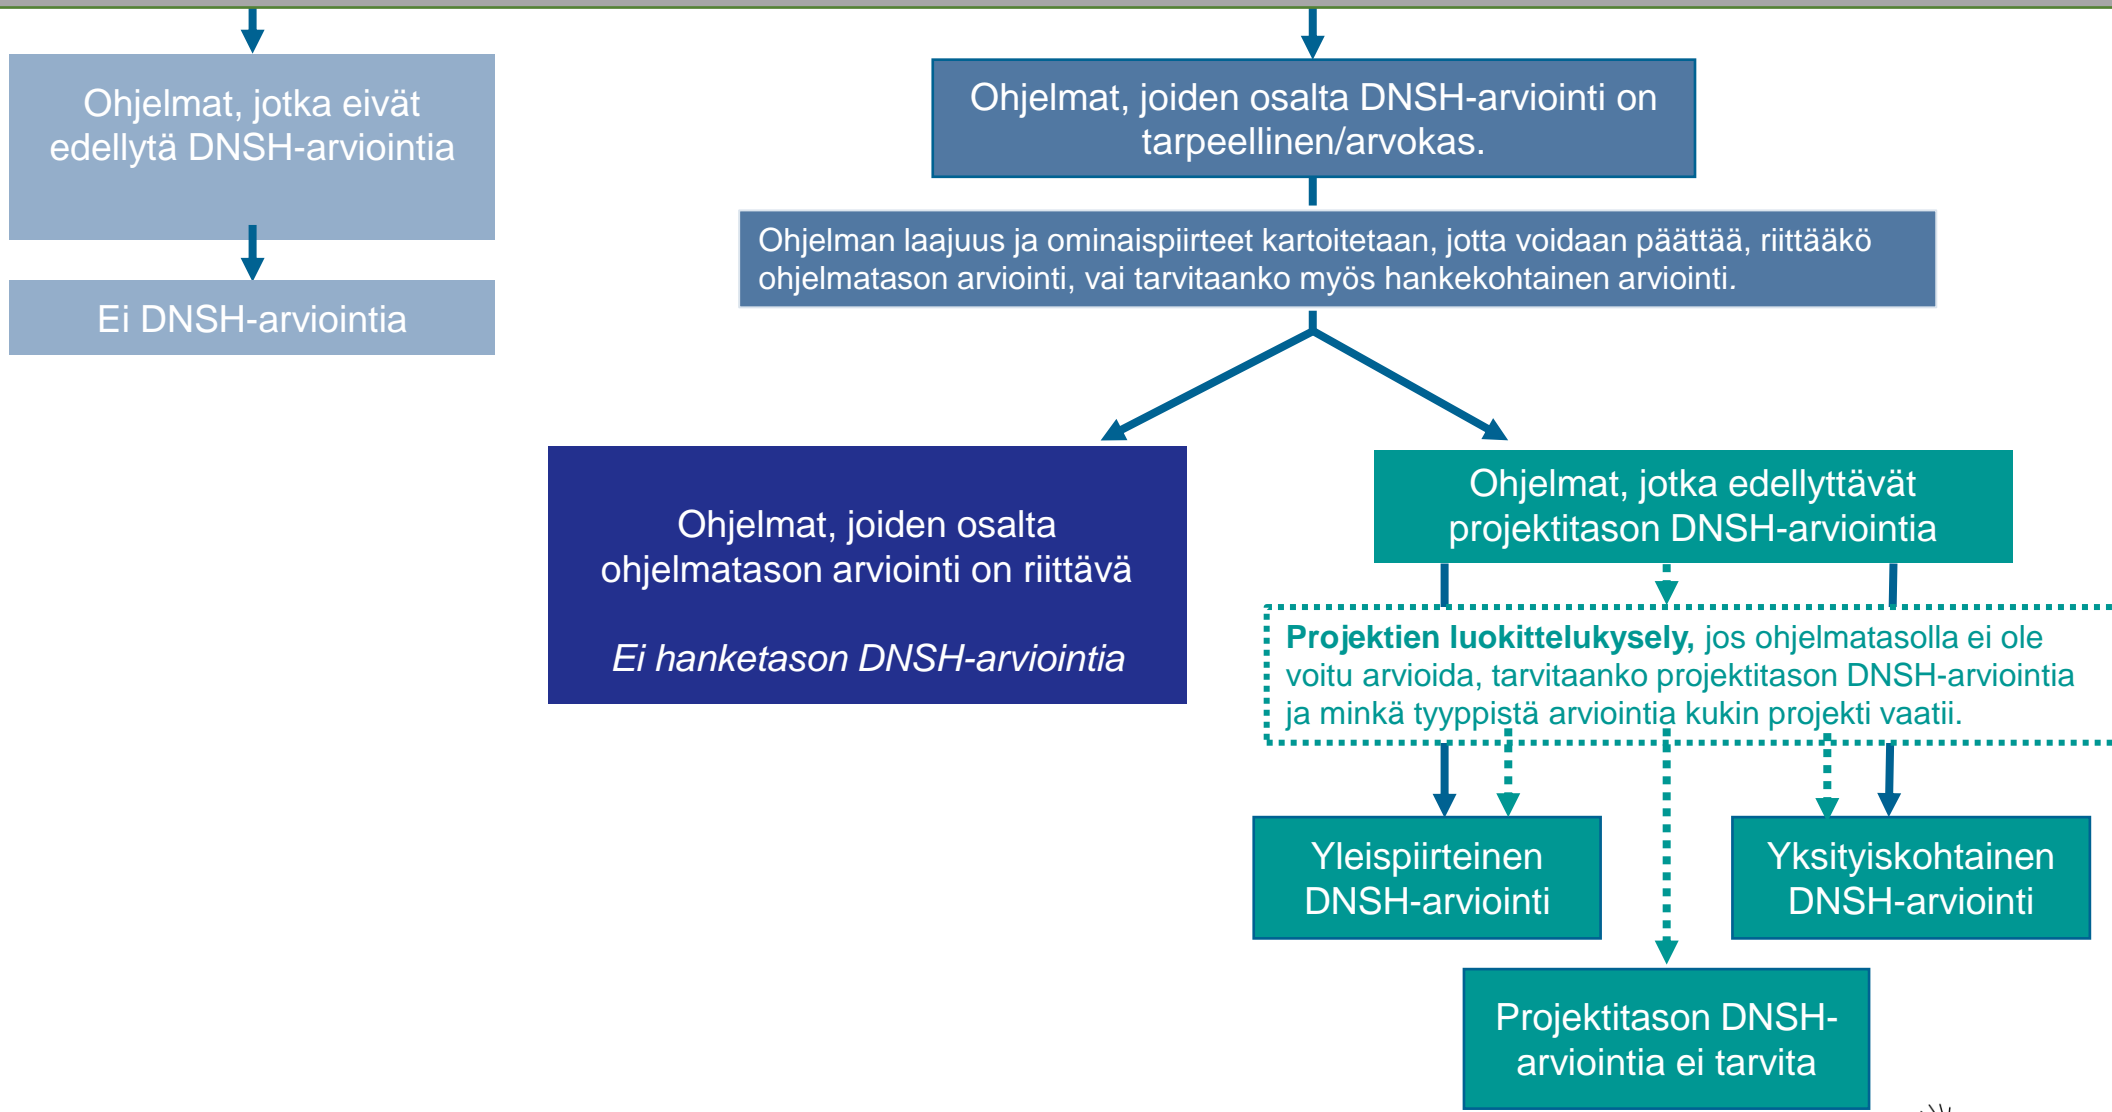 Ohjelmat, jotka eivät
edellytä DNSH-arviointia
Ei DNSH-arviointia
Ohjelmat, joiden osalta DNSH-arviointi on
tarpeellinen/arvokas.
Ohjelman laajuus ja ominaispiirteet kartoitetaan, jotta voidaan päättää, riittääkö
ohjelmatason arviointi, vai tarvitaanko myös hankekohtainen arviointi.
Ohjelmat, joiden osalta
ohjelmatason arviointi on riittävä
Ei hanketason DNSH-arviointia
Ohjelmat, jotka edellyttävät
projektitason DNSH-arviointia
Projektien luokittelukysely, jos ohjelmatasolla ei ole
voitu arvioida, tarvitaanko projektitason DNSH-arviointia
ja minkä tyyppistä arviointia kukin projekti vaatii.
Yleispiirteinen
DNSH-arviointi
Yksityiskohtainen
DNSH-arviointi
Projektitason DNSH-
arviointia ei tarvita